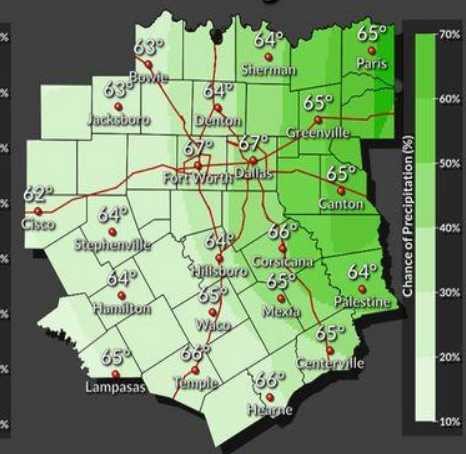 65°
Paris
64°
Sherman
63°
Bowie
70%
63°
Jacksboro
64°
Denton
65°
Greenville
60%
67°
Fort Worth
67°
Dallas
50%
65°
Canton
62°
Cisco
64°
Stephenville
40%
64°
Hillsboro
66°
Corsicana
Chance of Precipitation (%)
64°
Hamilton
65°
Waco
65°
Mexia
64°
Palestine
30%
65°
Lampasas
66°
Temple
65°
Centerville
20%
66°
Hearne
10%
%
%
%
%
%
%
%